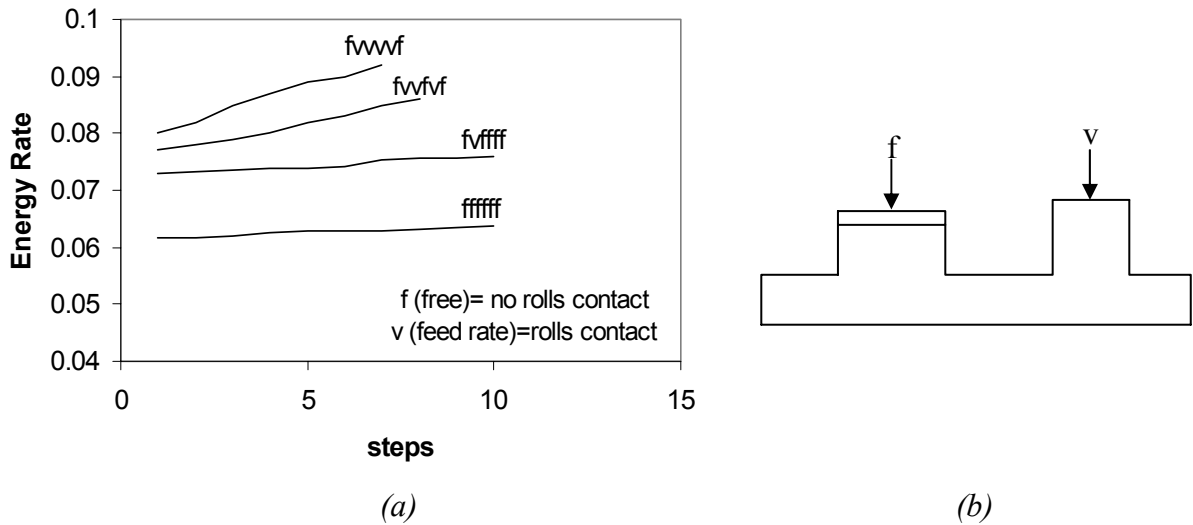 0.1
0.09
0.08
0.07
0.06
0.05
0.04
Energy Rate
fvvvvf
fvvfvf
fvffff
ffffff
f (free)= no rolls contact
v (feed rate)=rolls contact
0
5
10
15
steps
(a)
f
v
(b)